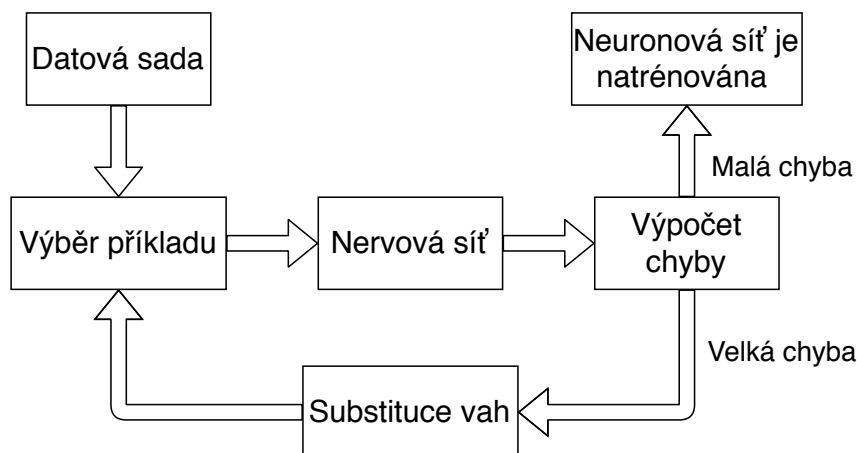 Datová sada
Neuronová síť je
natrénována
Malá chyba
Výběr příkladu
Nervová síť
Výpočet
chyby
Velká chyba
Substituce vah